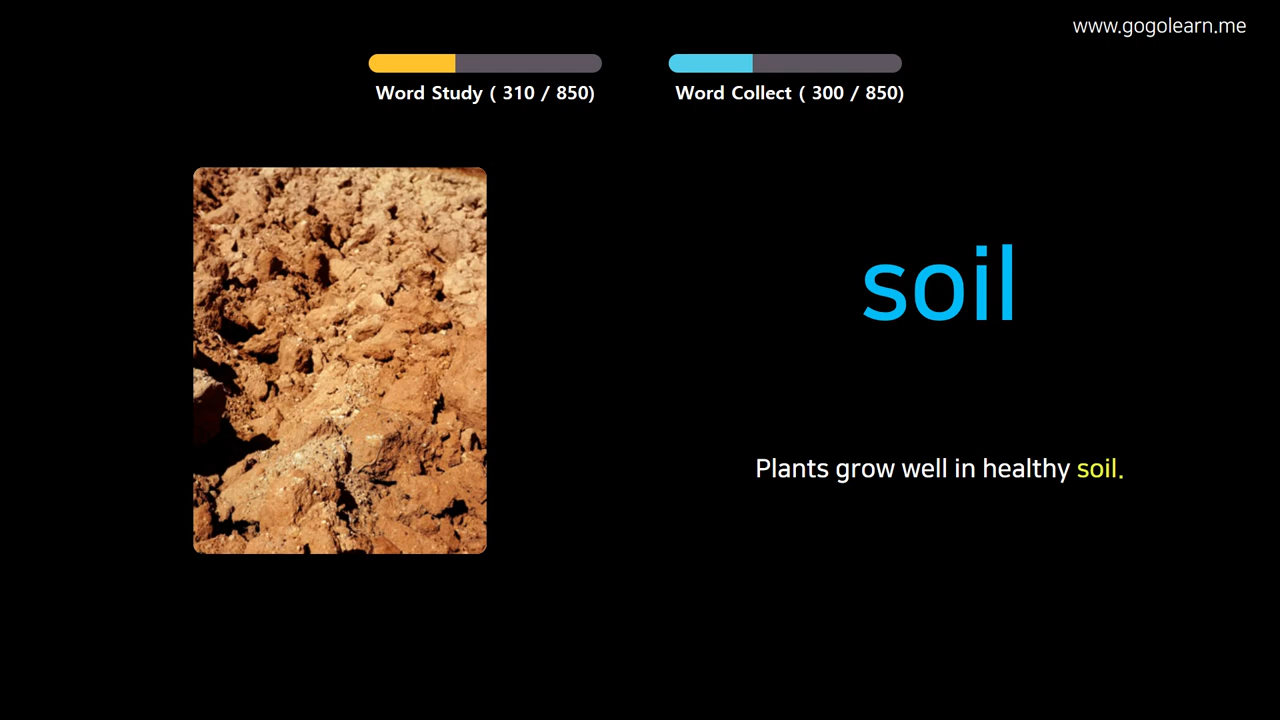 www.gogolearn.me
Word Study ( 310 / 850)
Word Collect ( 300 / 850)
soil
Plants grow well in healthy soil.